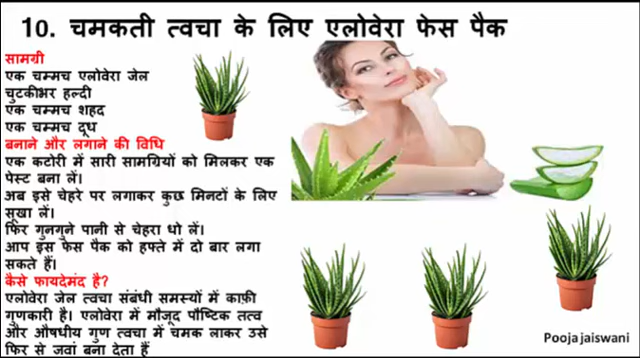 10. चमकती त्वचा के लिए एलोवेरा फेस पैक
सामग्री
एक चम्मच एलोवेरा जेल
चुटकीभर हल्दी
एक चम्मच शहद
एक चम्मच दूध
बनाने और लगाने की विधि
एक कटोरी में सारी सामग्रियों को मिलकर एक
पेस्ट बना लें।
अब इसे चेहरे पर लगाकर कुछ मिनटों के लिए
सूखा लें।
फिर गुनगुने पानी से चेहरा धो लें।
आप इस फेस पैक को हफ्ते में दो बार लगा
सकते हैं।
कैसे फायदेमंद है?
एलोवेरा जेल त्वचा संबंधी समस्यों में काफ़ी
गुणकारी है। एलोवेरा में मौजूद पौष्टिक तत्व
और औषधीय गुण त्वचा में चमक लाकर उसे
फिर से जवां बना देता हैं
Pooja jaiswani